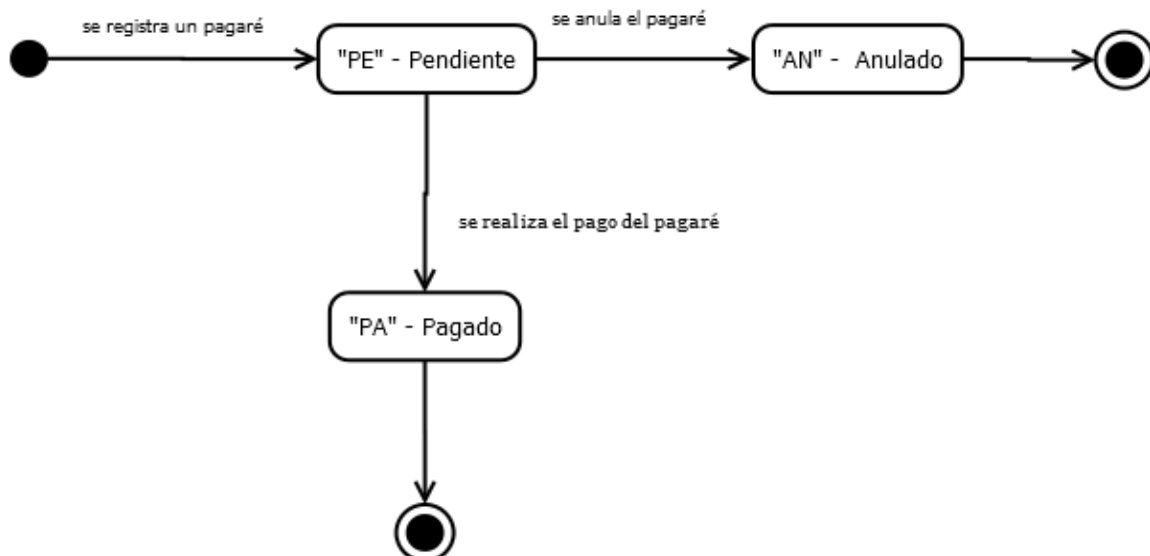 se registra un pagaré
se anula el pagaré
"PE" - Pendiente
"AN" - Anulado
se realiza el pago del pagaré
"PA" - Pagado